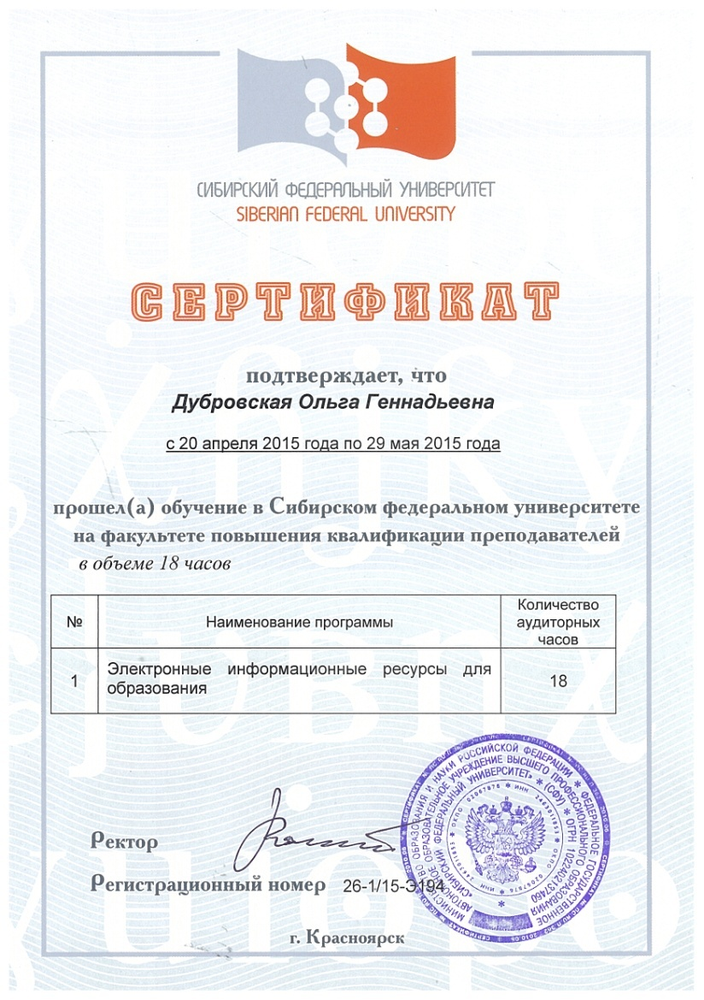 СИБИРСКИЙ ФЕДЕРАЛЬНЫЙ УНИВЕРСИТЕТ
SIBERIAN FEDERAL UNIVERSITY
СЕРТИФИКАТ
подтверждает, что
Дубровская Ольга Геннадьевна
с 20 апреля 2015 года по 29 мая 2015 года
прошел(а) обучение в Сибирском федеральном университете
на факультете повышения квалификации преподавателей
в объеме 18 часов
№
Наименование программы
Количество
аудиторных
часов
1
Электронные информационные ресурсы для
образования
18
МИНИСТЕРСТВО ОБРАЗОВАНИЯ И НАУКИ РОССИЙСКОЙ ФЕДЕРАЦИИ * ФЕДЕРАЛЬНОЕ ГОСУДАРСТВЕННОЕ
АВТОНОМНОЕ ОБРАЗОВАТЕЛЬНОЕ УЧРЕЖДЕНИЕ ВЫСШЕГО ПРОФЕССИОНАЛЬНОГО ОБРАЗОВАНИЯ
«СИБИРСКИЙ ФЕДЕРАЛЬНЫЙ УНИВЕРСИТЕТ» * (СФУ) * ОГРН 1022402137460
Ректор
Регистрационный номер 26-1/15-Э194
г. Красноярск